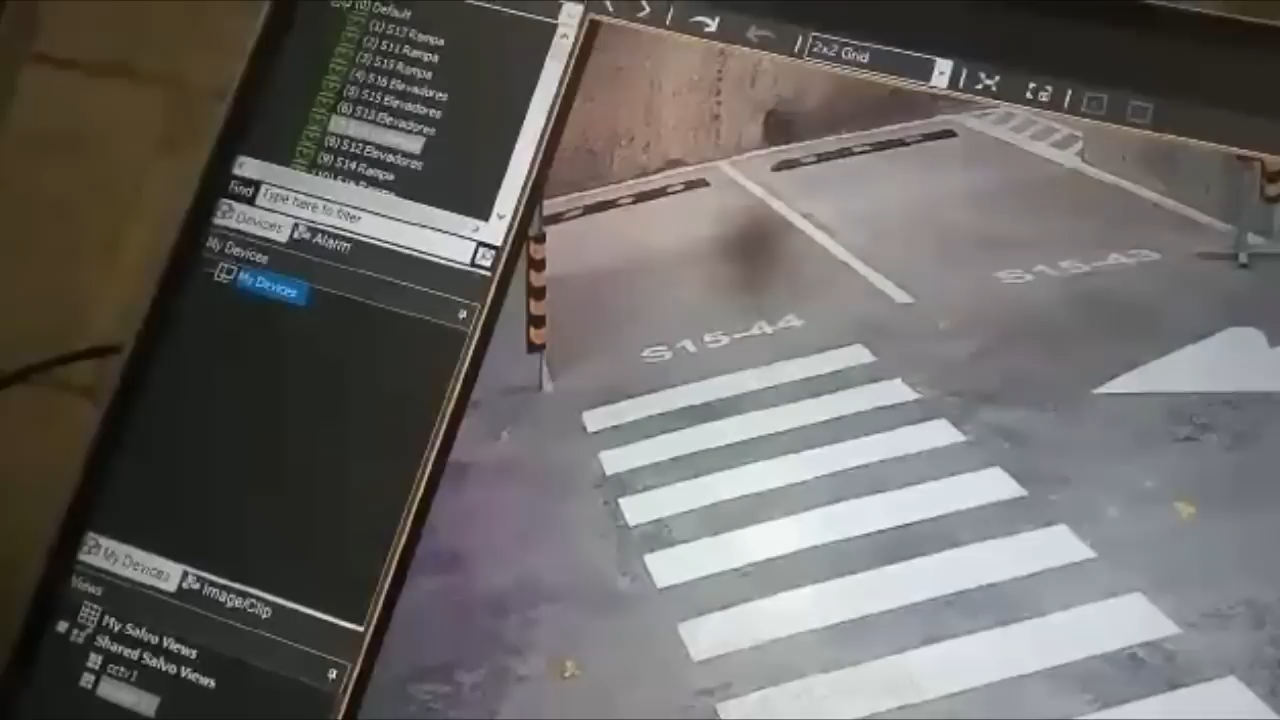 (0) Default
(1) S17 Rampa
(2) S11 Rampa
(3) S15 Rampa
(4) S16 Elevadores
(5) S15 Elevadores
(6) S13 Elevadores
(8) S12 Elevadores
(9) S14 Rampa
Find
Type here to filter
Devices
Alarm
My Devices
My Devices
My Devices
Image/Clip
Views
My Salvo Views
Shared Salvo Views
cctv1
2x2 Grid
S15-43
S15-44